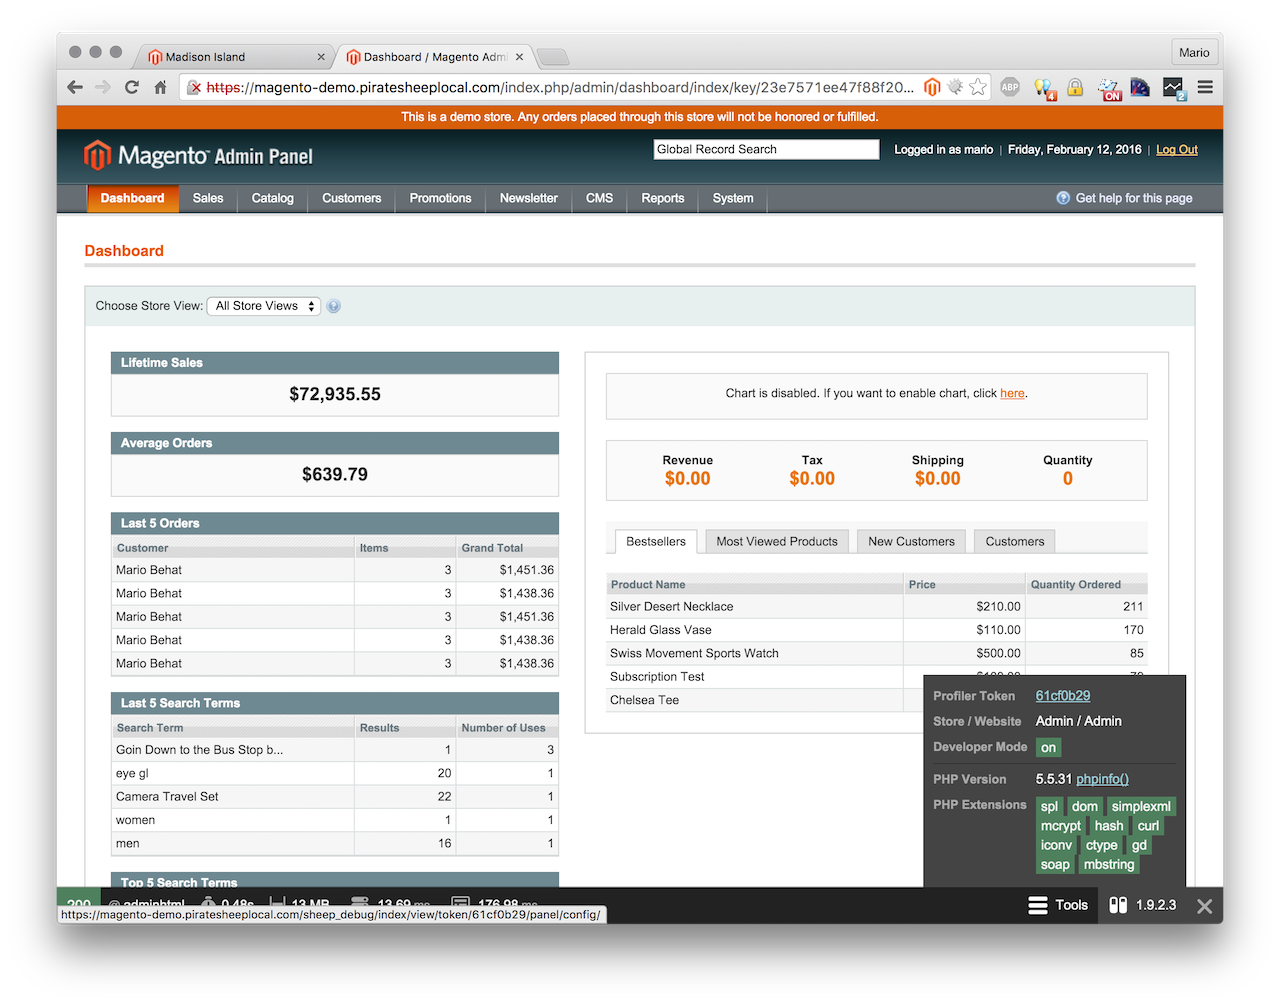 Madison Island
Dashboard / Magento Adm
Mario
https://magento-demo.piratesheeplocal.com/index.php/admin/dashboard/index/key/23e7571ee47f88f20...
ABP
4
ON
2
This is a demo store. Any orders placed through this store will not be honored or fulfilled.
Magento Admin Panel
Global Record Search
Logged in as mario | Friday, February 12, 2016 | Log Out
Dashboard Sales Catalog Customers Promotions Newsletter CMS Reports System
Get help for this page
Dashboard
Choose Store View: All Store Views
Lifetime Sales
$72,935.55
Average Orders
$639.79
Last 5 Orders
Customer Items Grand Total
Mario Behat 3 $1,451.36
Mario Behat 3 $1,438.36
Mario Behat 3 $1,451.36
Mario Behat 3 $1,438.36
Mario Behat 3 $1,438.36
Last 5 Search Terms
Search Term Results Number of Uses
Goin Down to the Bus Stop b... 1 3
eye gl 20 1
Camera Travel Set 22 1
women 1 1
men 16 1
Top 5 Search Terms
Chart is disabled. If you want to enable chart, click here.
Revenue Tax Shipping Quantity
$0.00 $0.00 $0.00 0
Bestsellers Most Viewed Products New Customers Customers
Product Name Price Quantity Ordered
Silver Desert Necklace $210.00 211
Herald Glass Vase $110.00 170
Swiss Movement Sports Watch $500.00 85
Subscription Test
Chelsea Tee
Profiler Token 61cf0b29
Store / Website Admin / Admin
Developer Mode on
PHP Version 5.5.31 phpinfo()
PHP Extensions spl dom simplexml
mcrypt hash curl
iconv ctype gd
soap mbstring
200 @ adminhtml 0.48s 13 MB 13.69 ms 176.98 ms
Tools 1.9.2.3
https://magento-demo.piratesheeplocal.com/sheep_debug/index/view/token/61cf0b29/panel/config/